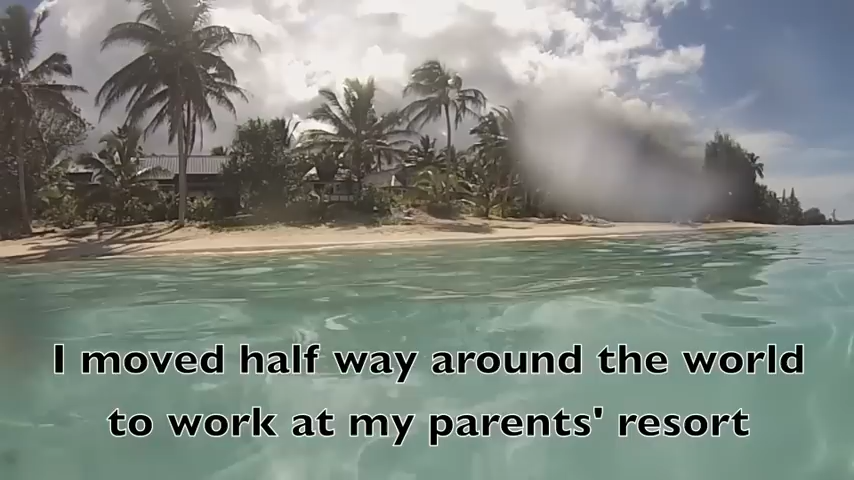 I moved half way around the world
to work at my parents' resort